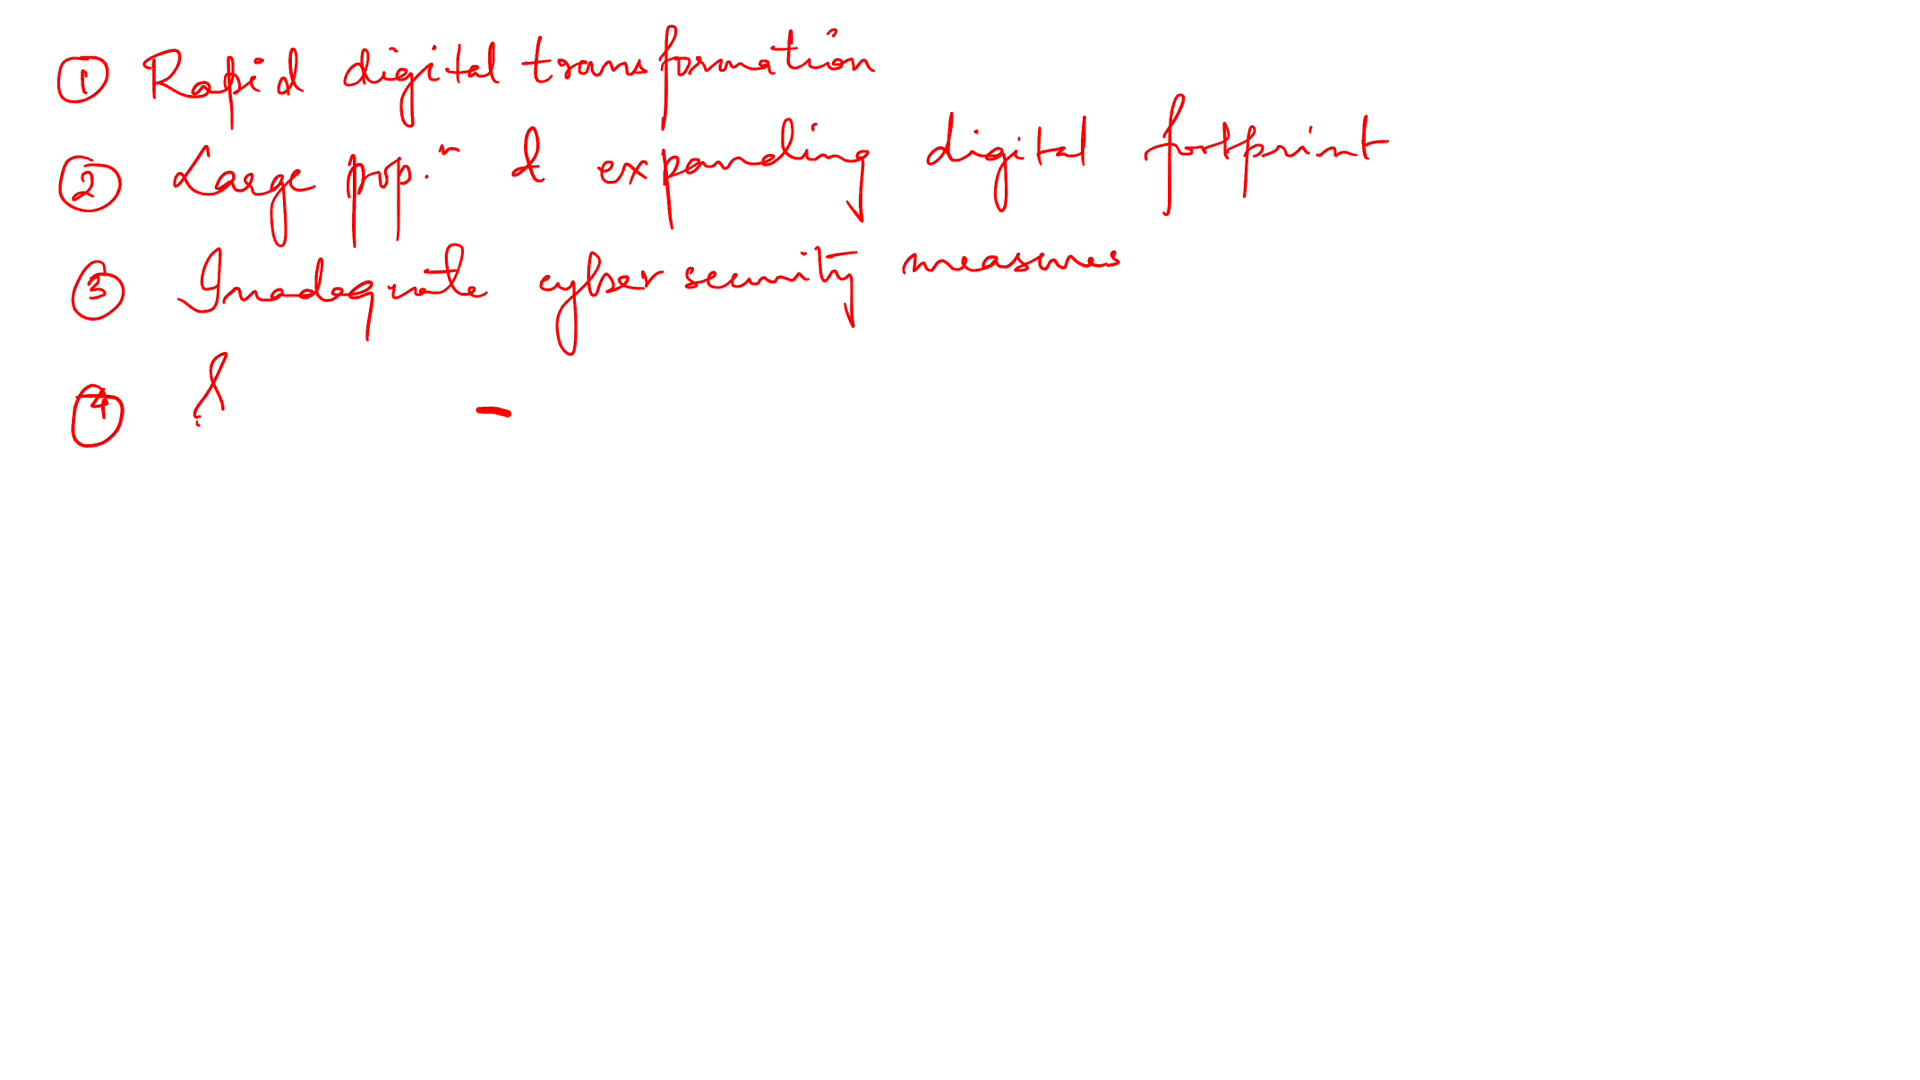 ① Rapid digital transformation
② Large pop.ⁿ & expanding digital footprint
③ Inadequate cyber security measures
④